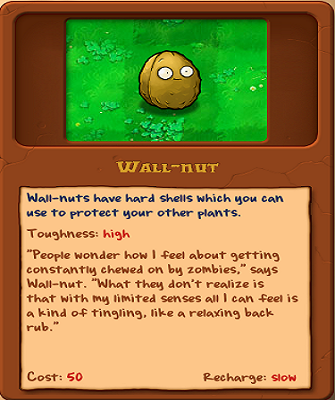 Wall-nut
Wall-nuts have hard shells which you can
use to protect your other plants.
Toughness: high
"People wonder how I feel about getting
constantly chewed on by zombies," says
Wall-nut. "What they don't realize is
that with my limited senses all I can feel is
a kind of tingling, like a relaxing back
rub."
Cost: 50 Recharge: slow